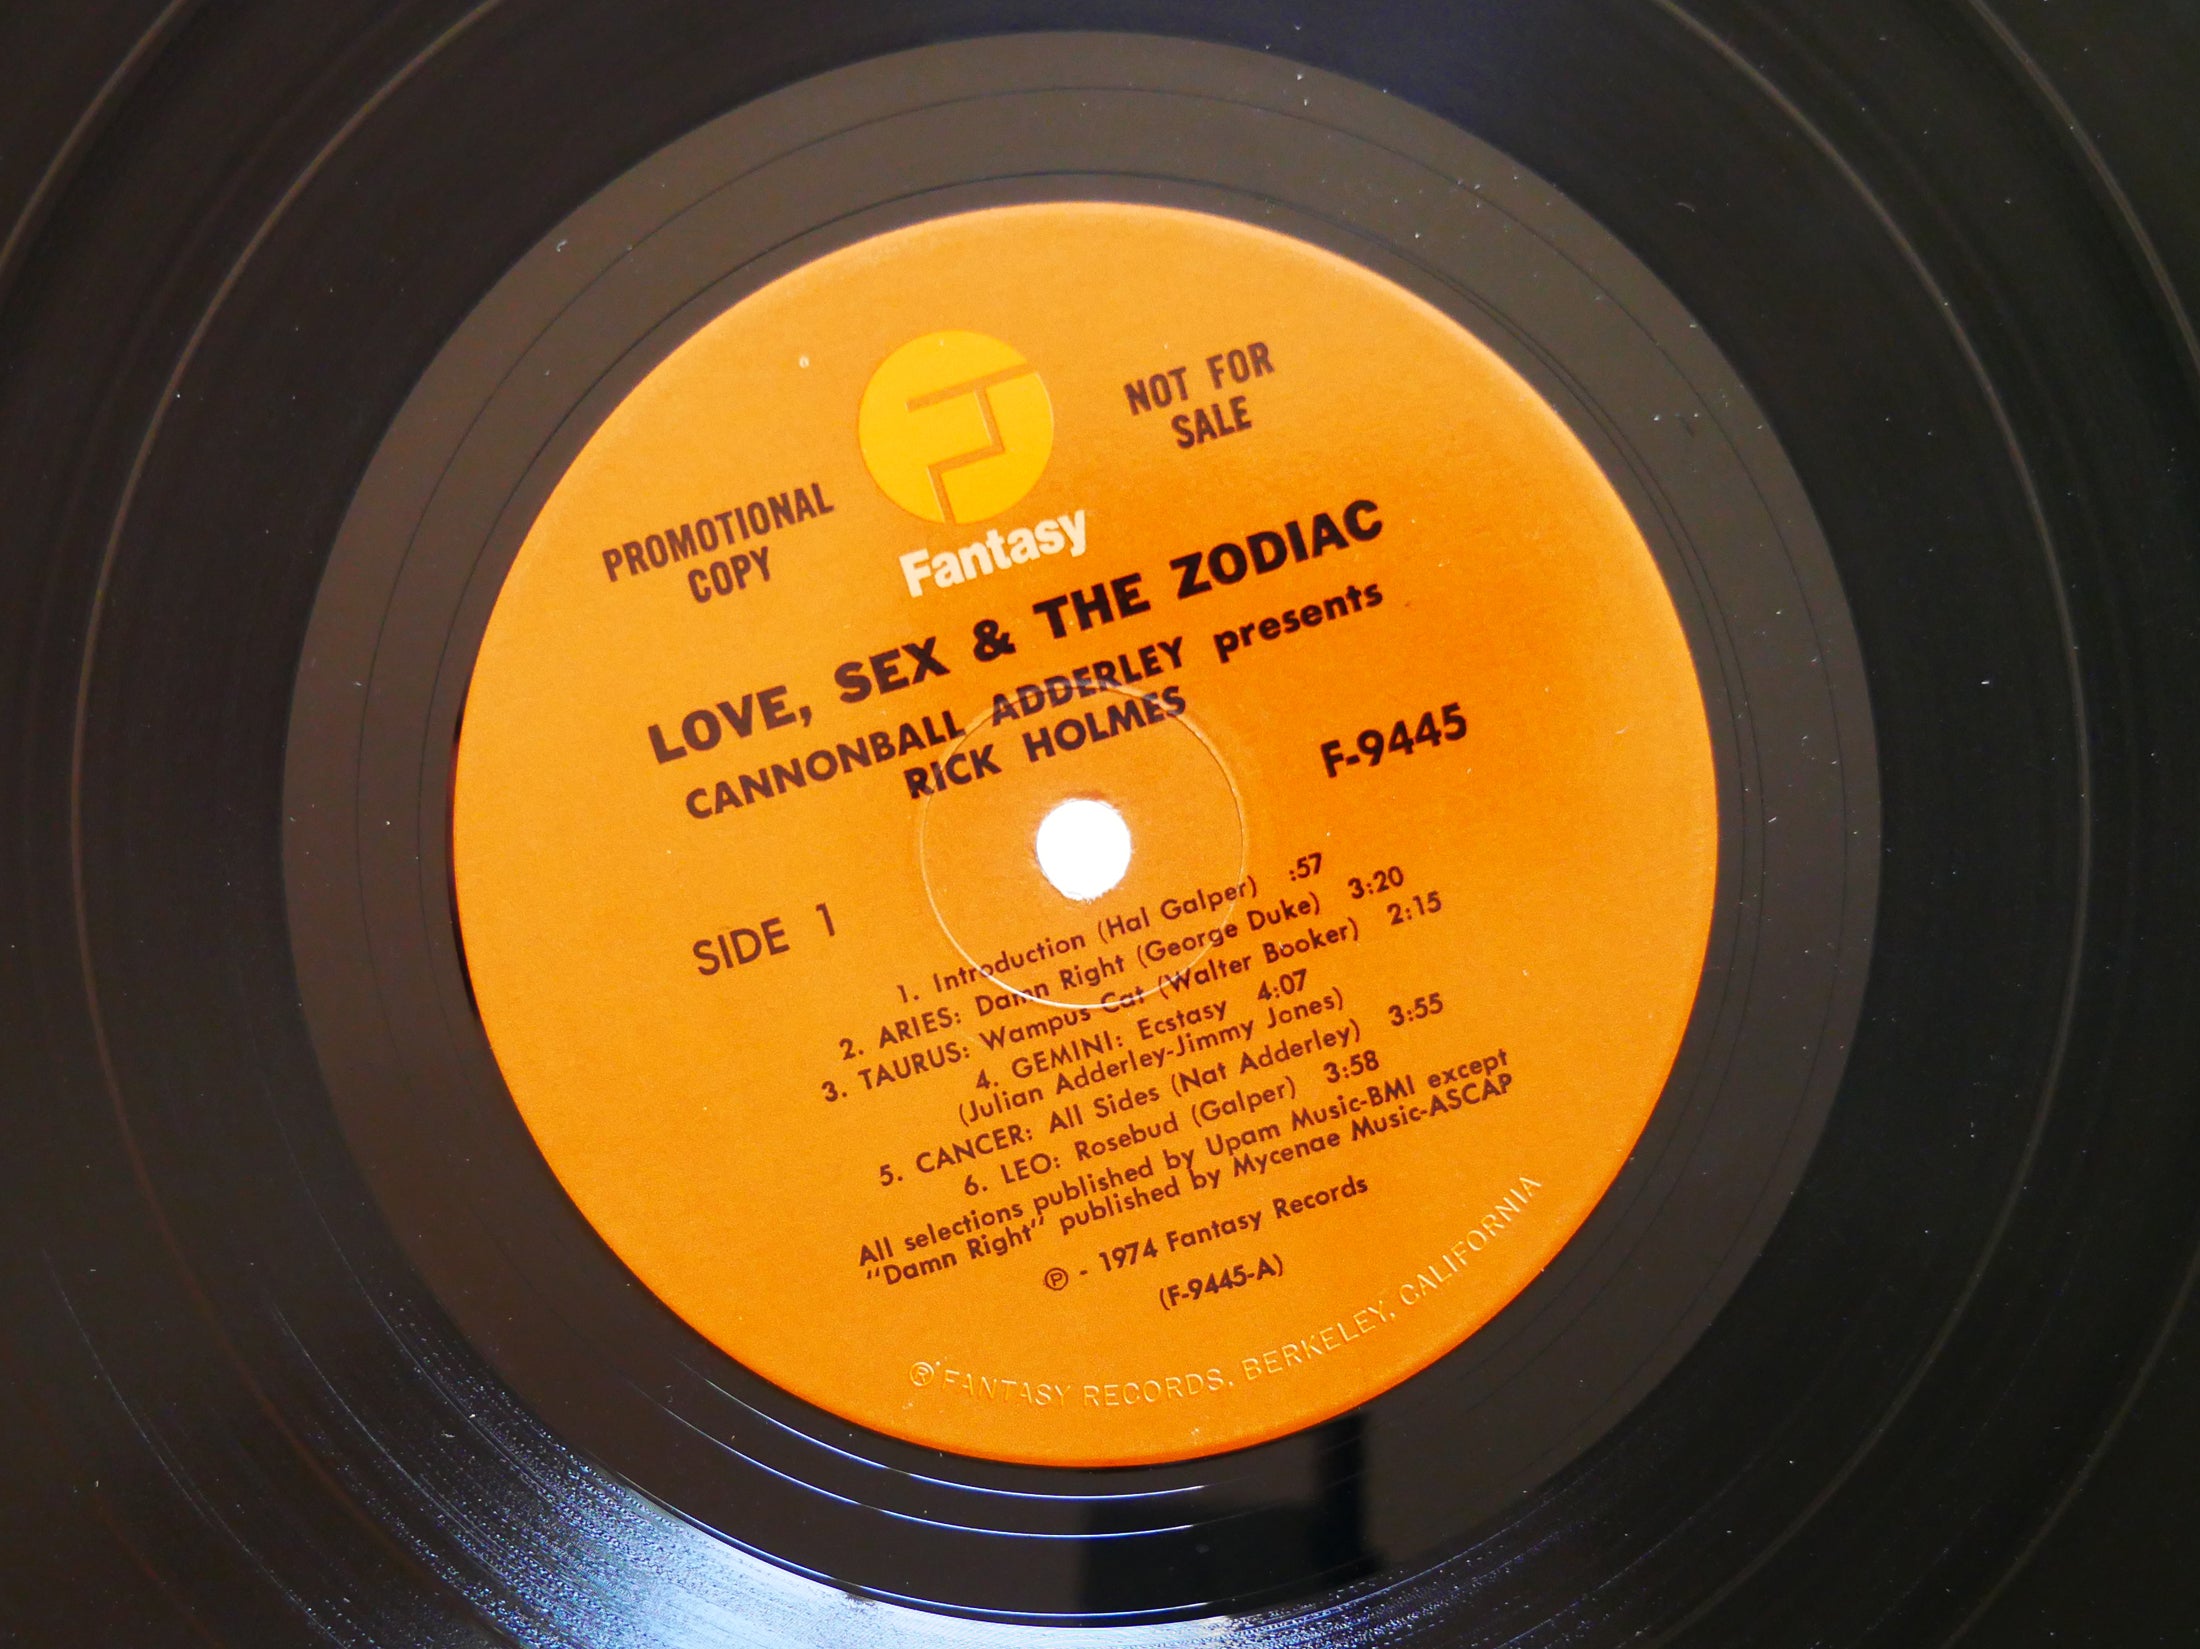 PROMOTIONAL
COPY
NOT FOR
SALE
Fantasy
LOVE, SEX & THE ZODIAC
CANNONBALL ADDERLEY presents
RICK HOLMES
F-9445
SIDE 1
1. Introduction (Hal Galper) :57
2. ARIES: Damn Right (George Duke) 3:20
3. TAURUS: Wampus Cat (Walter Booker) 2:15
4. GEMINI: Ecstasy 4:07
(Julian Adderley-Jimmy Jones)
5. CANCER: All Sides (Nat Adderley) 3:55
6. LEO: Rosebud (Galper) 3:58
All selections published by Upam Music-BMI except
"Damn Right" published by Mycenae Music-ASCAP
℗ - 1974 Fantasy Records
(F-9445-A)
® FANTASY RECORDS, BERKELEY, CALIFORNIA